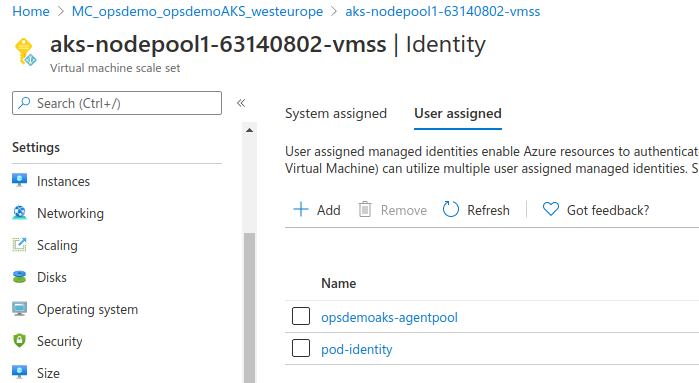 Home > MC_opsdemo_opsdemoAKS_westeurope > aks-nodepool1-63140802-vmss
aks-nodepool1-63140802-vmss | Identity
Virtual machine scale set
Search (Ctrl+/)
«
System assigned
User assigned
Settings
Instances
Networking
Scaling
Disks
Operating system
Security
Size
User assigned managed identities enable Azure resources to authenticat
Virtual Machine) can utilize multiple user assigned managed identities. S
Add
Remove
Refresh
Got feedback?
Name
opsdemoaks-agentpool
pod-identity